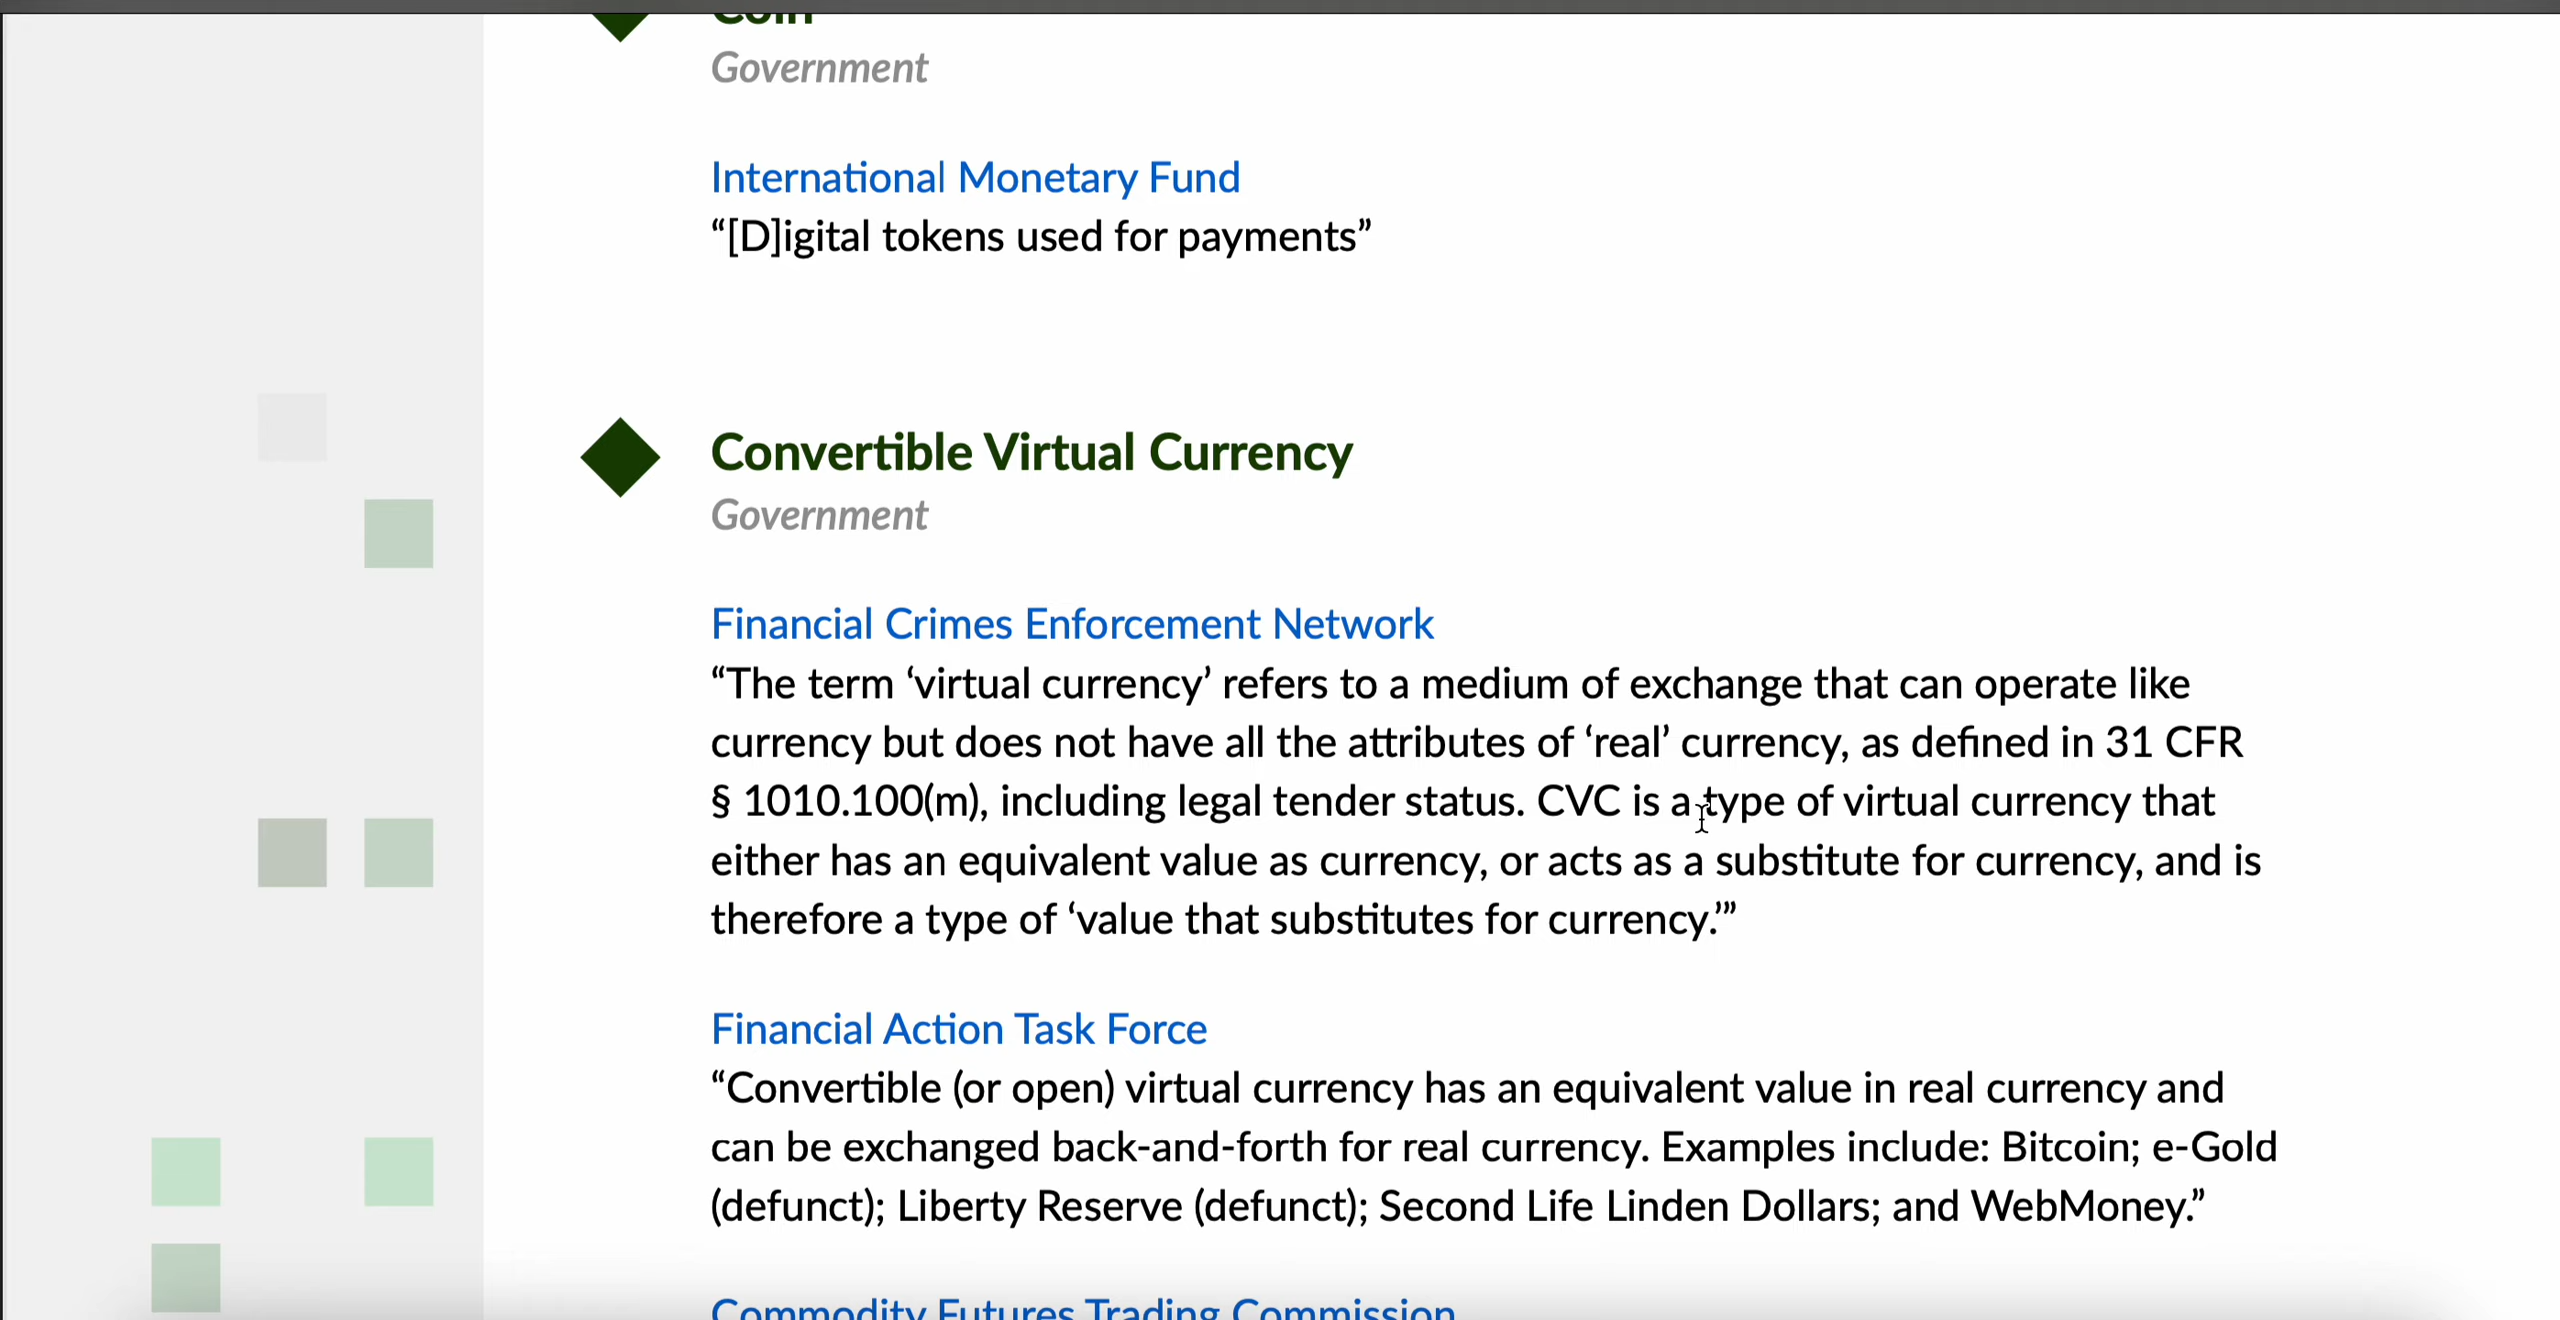 Coin
Government
International Monetary Fund
“[D]igital tokens used for payments”
Convertible Virtual Currency
Government
Financial Crimes Enforcement Network
“The term ‘virtual currency’ refers to a medium of exchange that can operate like
currency but does not have all the attributes of ‘real’ currency, as defined in 31 CFR
§ 1010.100(m), including legal tender status. CVC is a type of virtual currency that
either has an equivalent value as currency, or acts as a substitute for currency, and is
therefore a type of ‘value that substitutes for currency.’”
Financial Action Task Force
“Convertible (or open) virtual currency has an equivalent value in real currency and
can be exchanged back-and-forth for real currency. Examples include: Bitcoin; e-Gold
(defunct); Liberty Reserve (defunct); Second Life Linden Dollars; and WebMoney.”
Commodity Futures Trading Commission